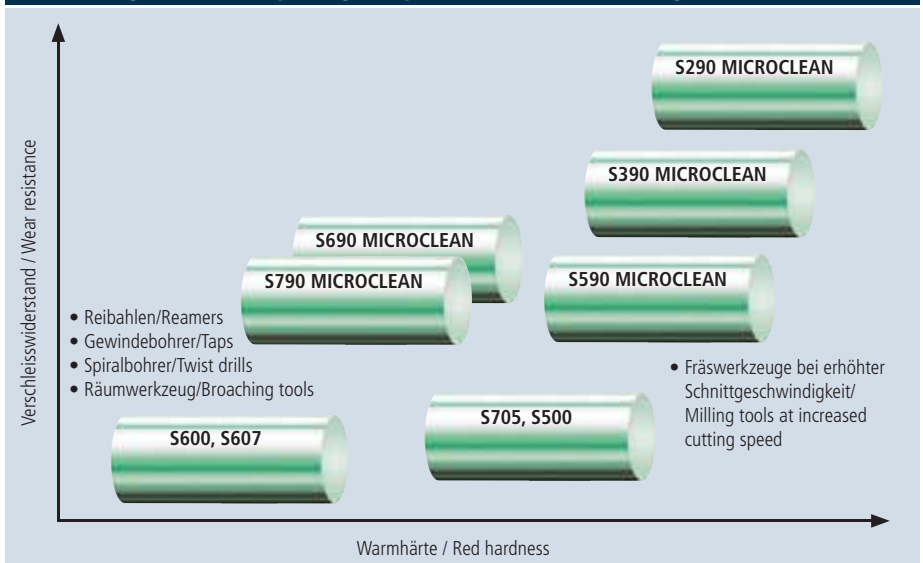 S290 MICROCLEAN
S390 MICROCLEAN
S690 MICROCLEAN
S790 MICROCLEAN
S590 MICROCLEAN
Verschleisswiderstand / Wear resistance
• Reibahlen/Reamers
• Gewindebohrer/Taps
• Spiralbohrer/Twist drills
• Räumwerkzeug/Broaching tools
• Fräswerkzeuge bei erhöhter
Schnittgeschwindigkeit/
Milling tools at increased
cutting speed
S600, S607
S705, S500
Warmhärte / Red hardness